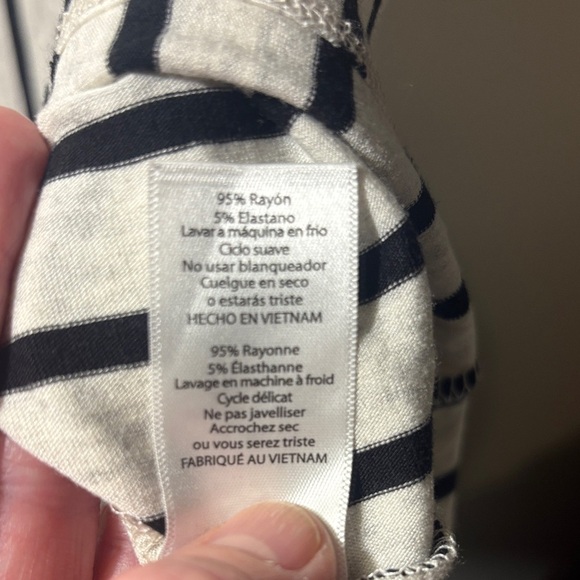 95% Rayón
5% Elastano
Lavar a máquina en frio
Ciclo suave
No usar blanqueador
Cuelgue en seco
o estarás triste
HECHO EN VIETNAM
95% Rayonne
5% Élasthanne
Lavage en machine à froid
Cycle délicat
Ne pas javelliser
Accrochez sec
ou vous serez triste
FABRIQUÉ AU VIETNAM